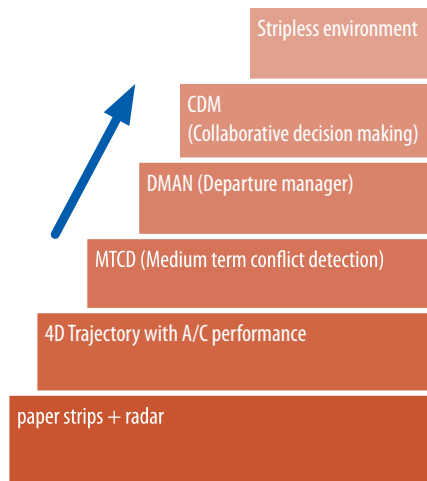 Stripless environment
CDM
(Collaborative decision making)
DMAN (Departure manager)
MTCD (Medium term conflict detection)
4D Trajectory with A/C performance
paper strips + radar